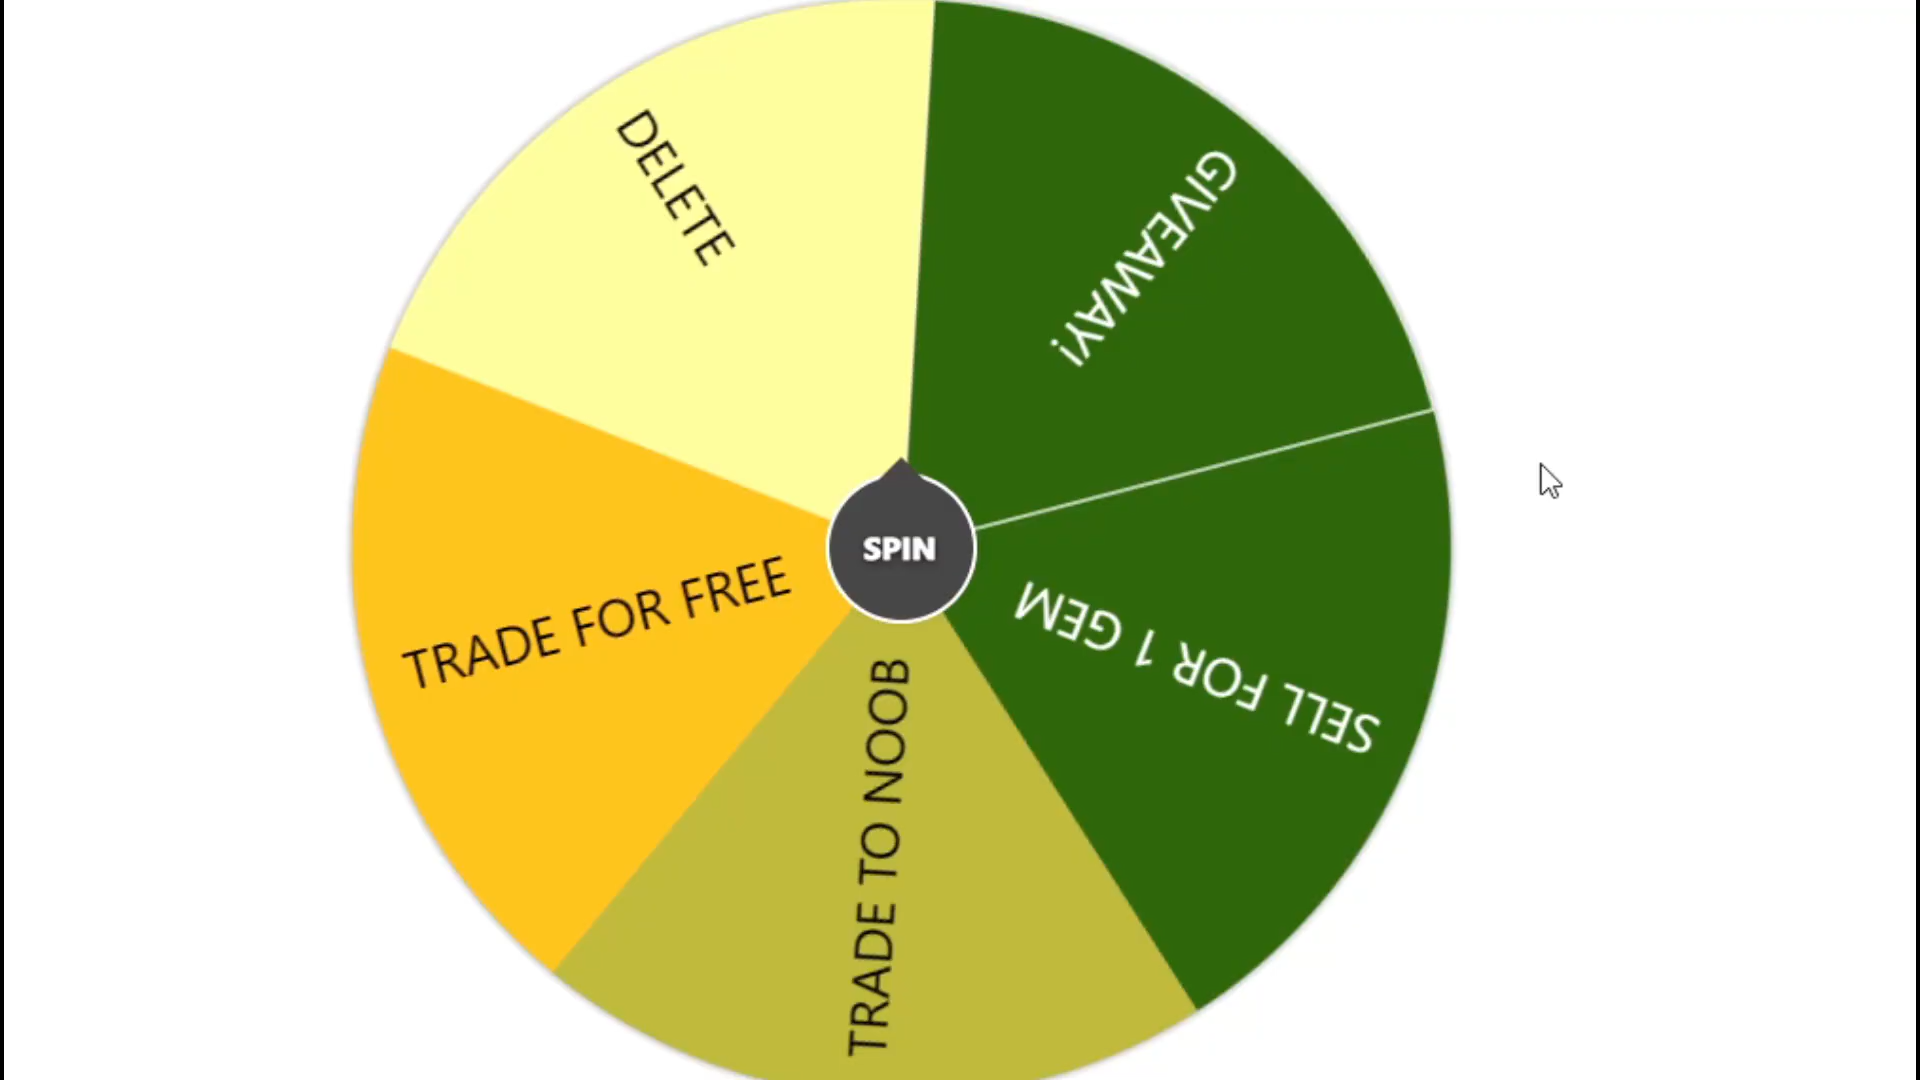 DELETE
GIVEAWAY!
SPIN
TRADE FOR FREE
SELL FOR 1 GEM
TRADE TO NOOB